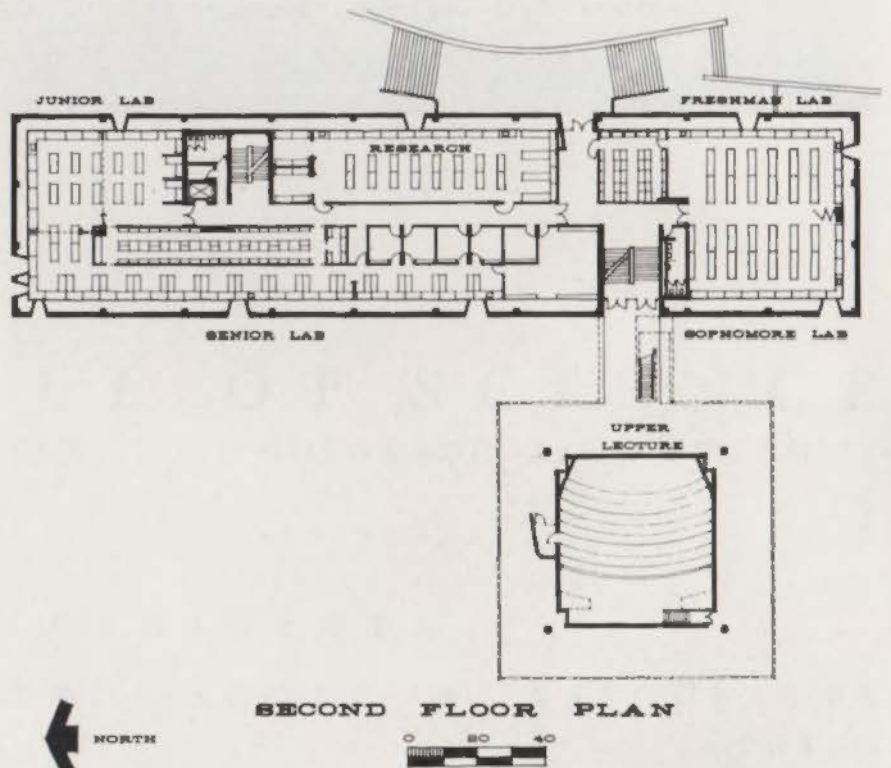 JUNIOR LAB
FRESHMAN LAB
RESEARCH
SENIOR LAB
SOPHOMORE LAB
UPPER
LECTURE
SECOND FLOOR PLAN
NORTH
0 20 40